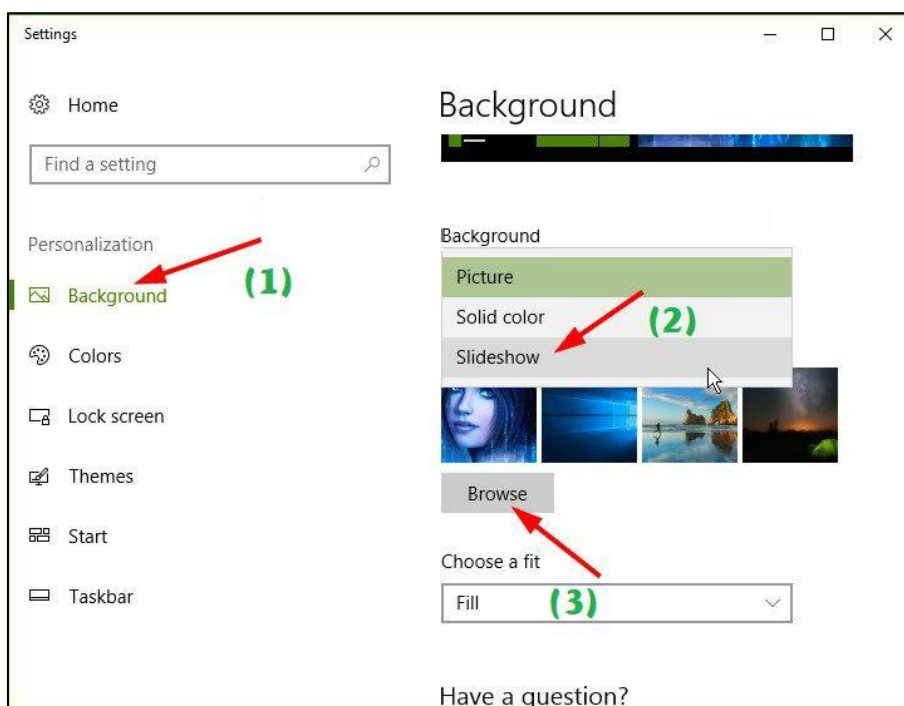 Settings
Home
Find a setting
Personalization
Background
Colors
Lock screen
Themes
Start
Taskbar
(1)
Background
Background
Picture
Solid color
Slideshow
(2)
Browse
Choose a fit
Fill
(3)
Have a question?